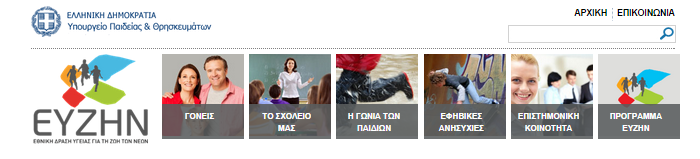 ΕΛΛΗΝΙΚΗ ΔΗΜΟΚΡΑΤΙΑ
Υπουργείο Παιδείας & Θρησκευμάτων
ΑΡΧΙΚΗ ΕΠΙΚΟΙΝΩΝΙΑ
ΕΥΖΗΝ
ΕΘΝΙΚΗ ΔΡΑΣΗ ΥΓΕΙΑΣ ΓΙΑ ΤΗ ΖΩΗ ΤΩΝ ΝΕΩΝ
ΓΟΝΕΙΣ
ΤΟ ΣΧΟΛΕΙΟ
ΜΑΣ
Η ΓΩΝΙΑ ΤΩΝ
ΠΑΙΔΙΩΝ
ΕΦΗΒΙΚΕΣ
ΑΝΗΣΥΧΙΕΣ
ΕΠΙΣΤΗΜΟΝΙΚΗ
ΚΟΙΝΟΤΗΤΑ
ΠΡΟΓΡΑΜΜΑ
ΕΥΖΗΝ